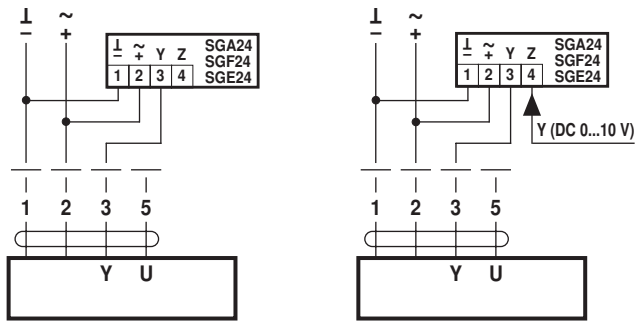 ⊥ ~
– +
⊥ ~ Y Z SGA24
– + SGF24
1 2 3 4 SGE24
1 2 3 5
Y U
⊥ ~
– +
⊥ ~ Y Z SGA24
– + SGF24
1 2 3 4 SGE24
Y (DC 0...10 V)
1 2 3 5
Y U